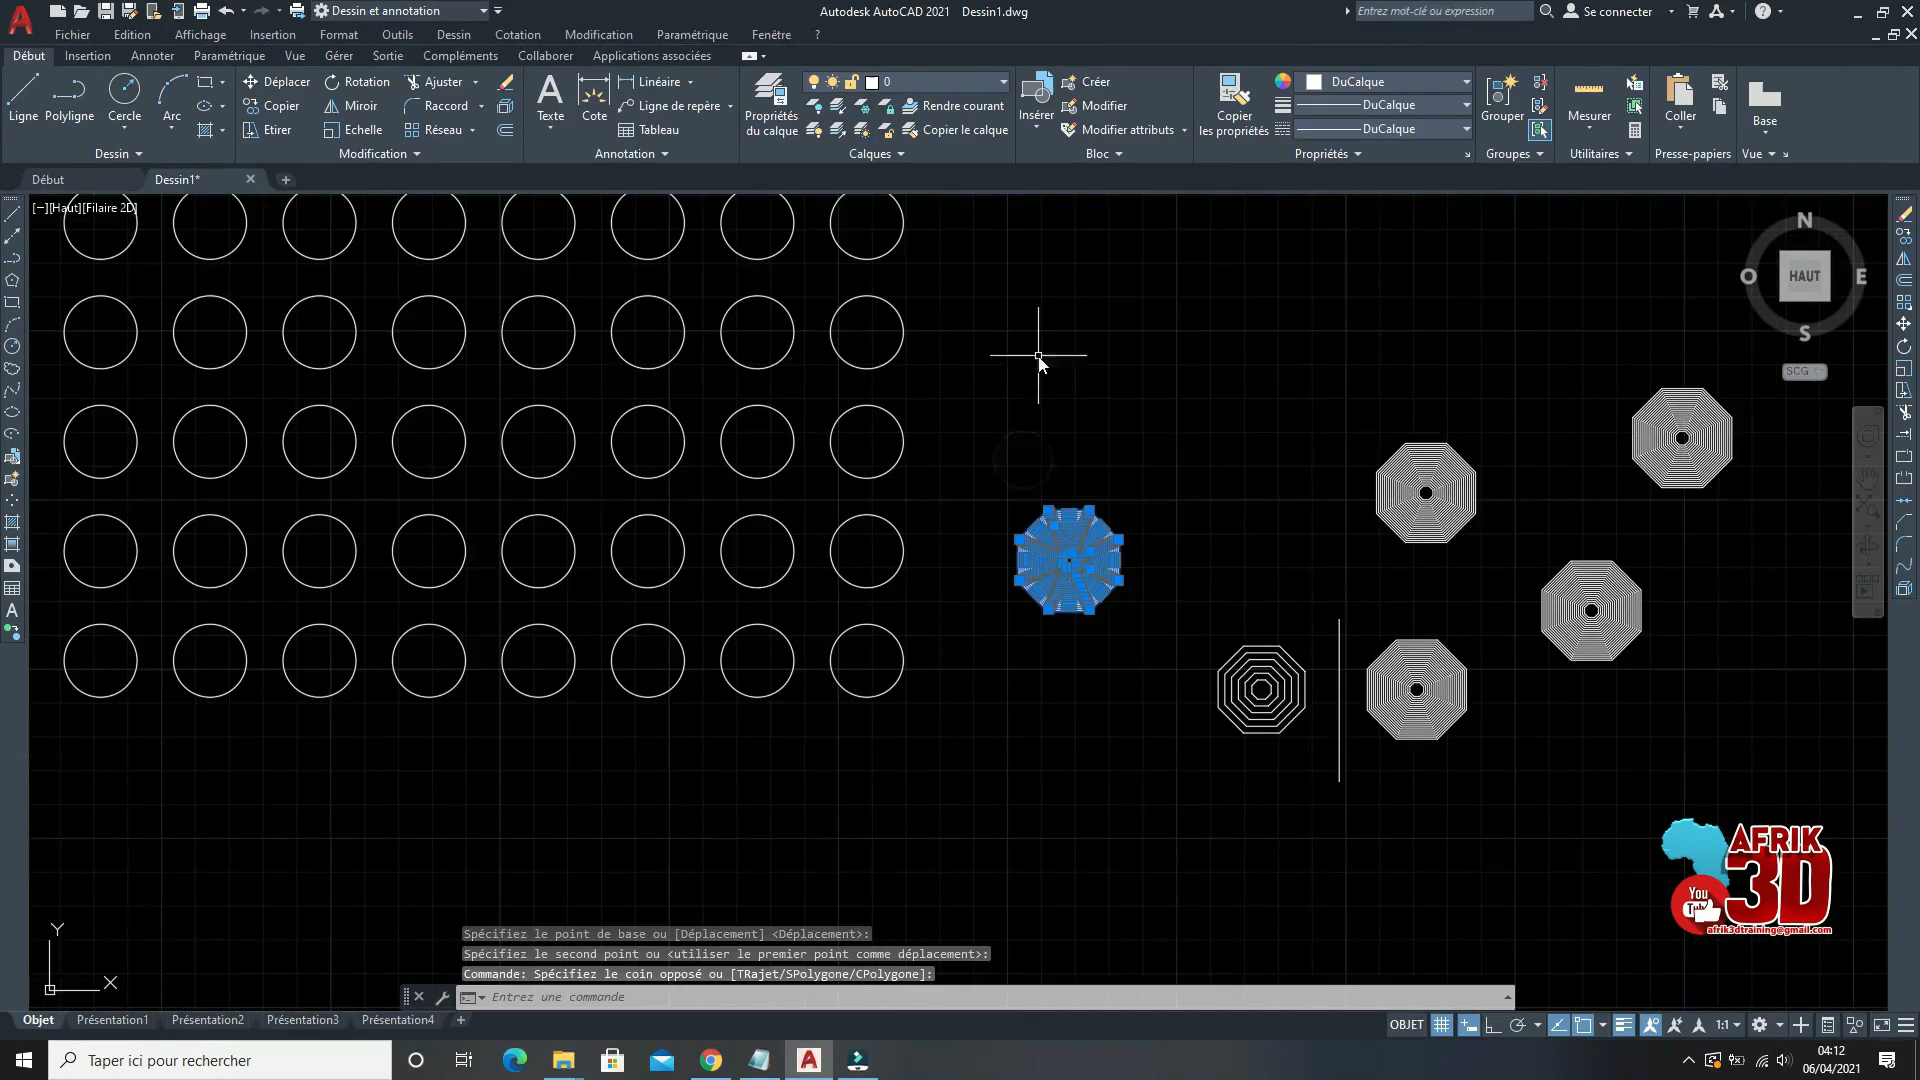 Dessin et annotation
Autodesk AutoCAD 2021 Dessin1.dwg
Entrez mot-clé ou expression
Se connecter
Fichier Edition Affichage Insertion Format Outils Dessin Cotation Modification Paramétrique Fenêtre ?
Début Insertion Annoter Paramétrique Vue Gérer Sortie Compléments Collaborer Applications associées
Déplacer Rotation Ajuster
Copier Miroir Raccord
Etirer Echelle Réseau
Ligne Polyligne Cercle Arc
Texte Cote
Linéaire
Ligne de repère
Tableau
Propriétés du calque
0
Rendre courant
Copier le calque
Insérer
Créer
Modifier
Modifier attributs
Copier les propriétés
DuCalque
DuCalque
DuCalque
Grouper
Mesurer
Coller
Base
Dessin Modification Annotation Calques Bloc Propriétés Groupes Utilitaires Presse-papiers Vue
Début Dessin1*
[−][Haut][Filaire 2D]
N
O HAUT E
S
SCG
AFRIK
3D
You
Tube
afrik3dtraining@gmail.com
Y
X
Spécifiez le point de base ou [Déplacement] <Déplacement>:
Spécifiez le second point ou <utiliser le premier point comme déplacement>:
Commande: Spécifiez le coin opposé ou [TRajet/SPolygone/CPolygone]:
Entrez une commande
Objet Présentation1 Présentation2 Présentation3 Présentation4 +
OBJET
1:1
Taper ici pour rechercher
04:12
06/04/2021